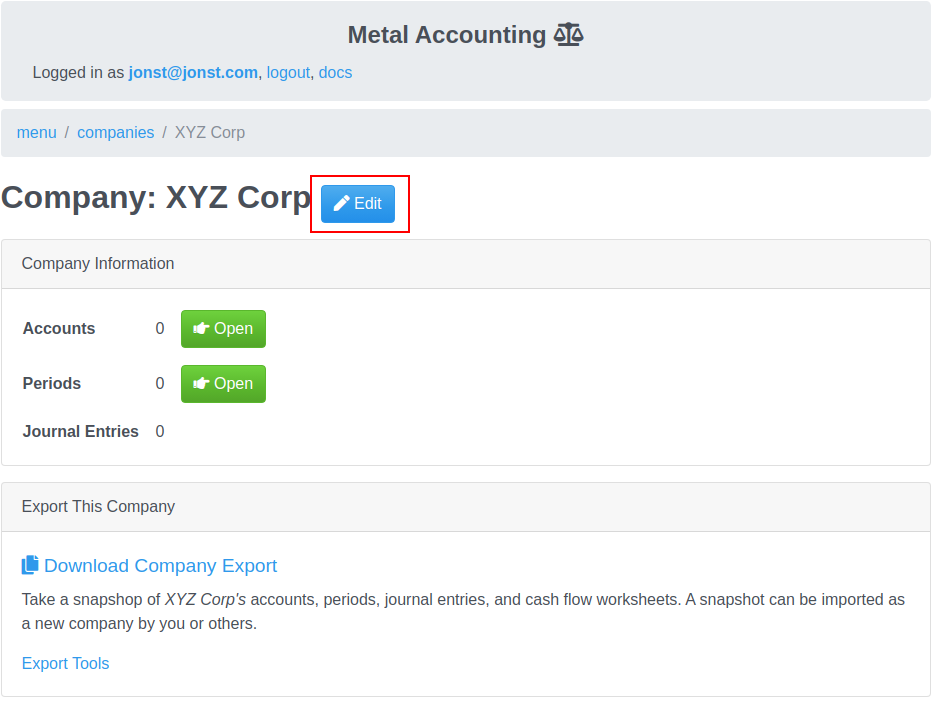 Metal Accounting
Logged in as jonst@jonst.com, logout, docs
menu / companies / XYZ Corp
Company: XYZ Corp Edit
Company Information
Accounts 0 Open
Periods 0 Open
Journal Entries 0
Export This Company
Download Company Export
Take a snapshop of XYZ Corp's accounts, periods, journal entries, and cash flow worksheets. A snapshot can be imported as
a new company by you or others.
Export Tools